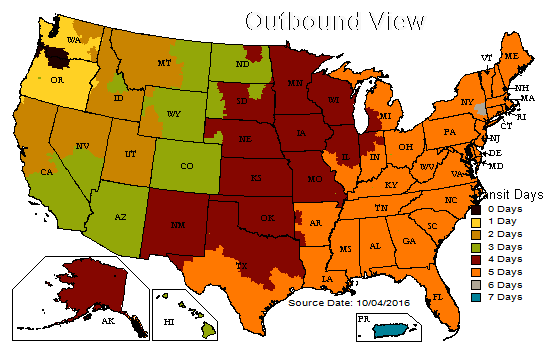 Outbound View
WA
OR
MT
ID
ND
SD
WY
NE
MN
WI
IA
MI
VT
ME
NH
MA
RI
CT
NY
PA
NJ
DE
MD
OH
IN
IL
WV
VA
KY
MO
KS
CO
UT
NV
CA
AZ
NM
OK
AR
TN
NC
SC
GA
AL
MS
LA
TX
FL
AK
HI
PR
nsit Days
0 Days
1 Day
2 Days
3 Days
4 Days
5 Days
6 Days
7 Days
Source Date: 10/04/2016